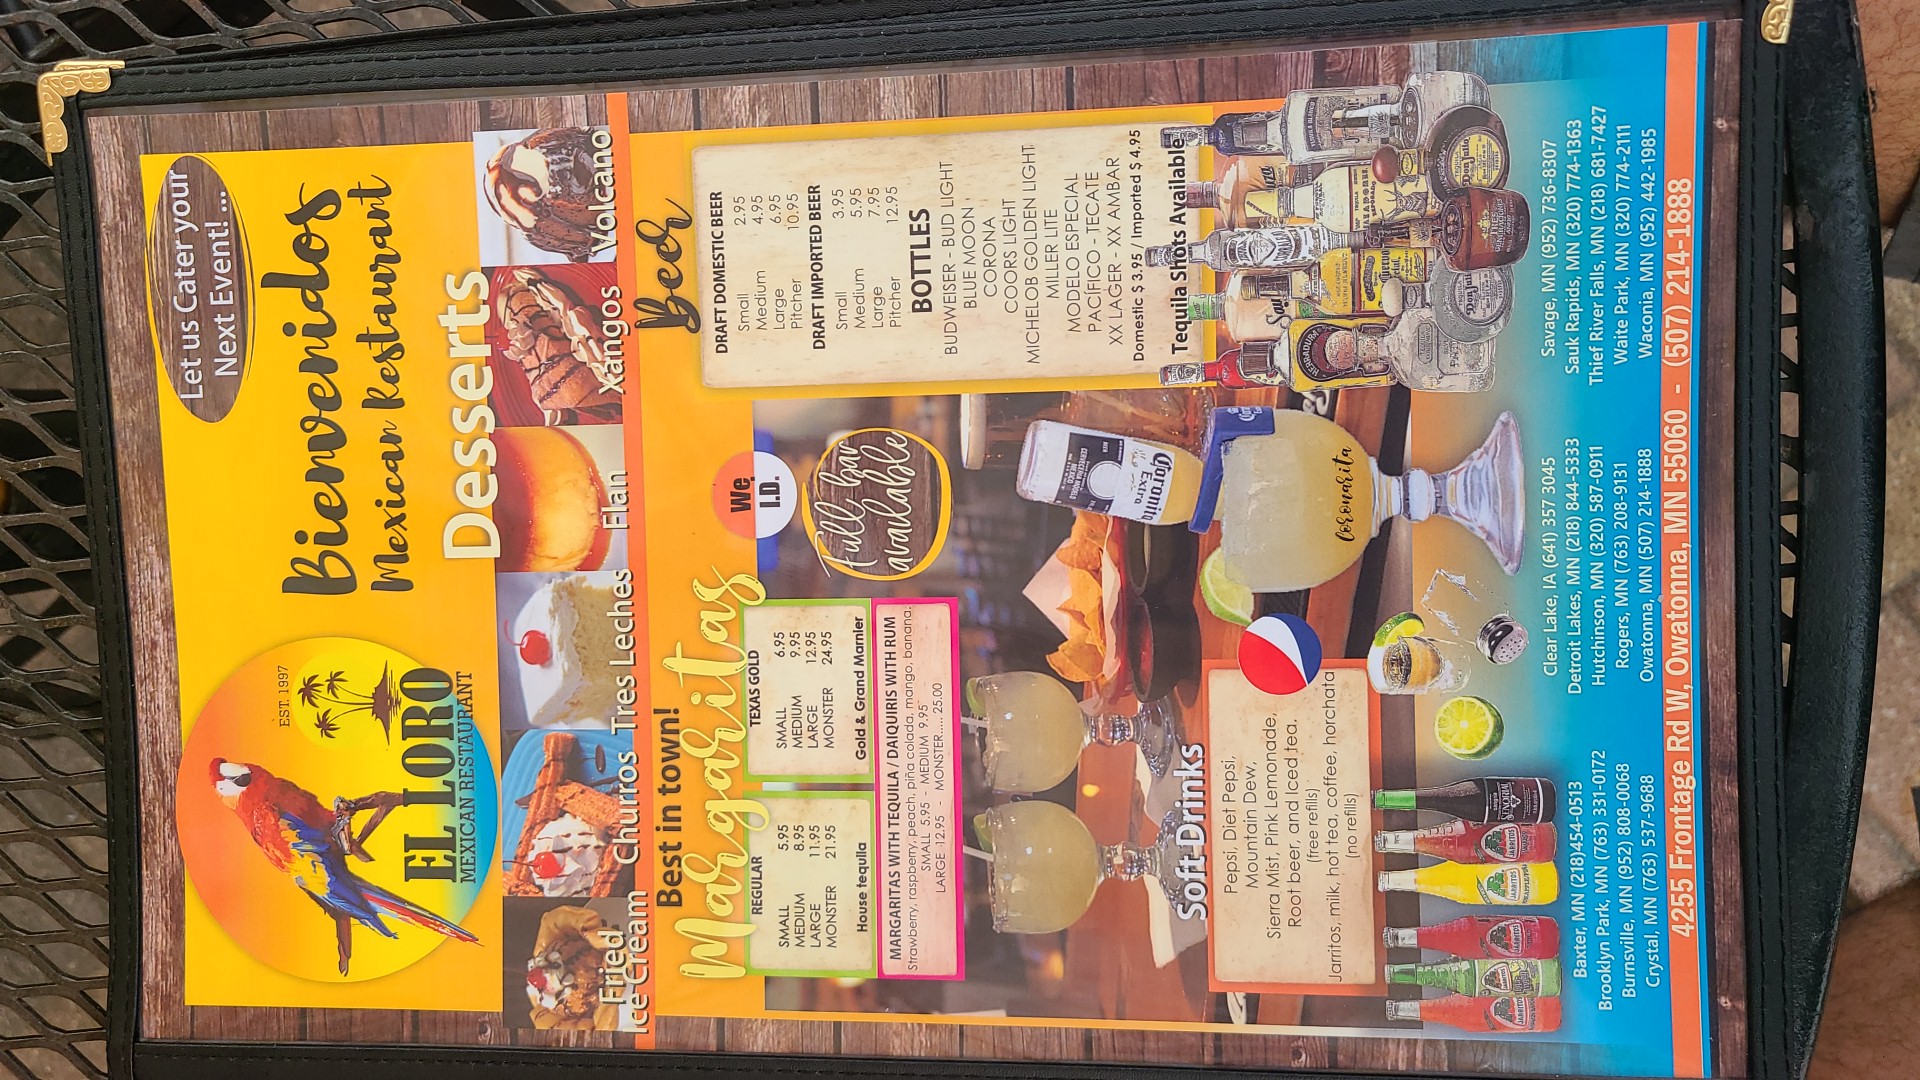 Let us Cater your
Next Event! ...
EST. 1997
EL LORO
MEXICAN RESTAURANT
Bienvenidos
Mexican Restaurant
Desserts
Fried
Ice Cream
Churros
Tres Leches
Flan
Xangos
Volcano
Best in town!
Margaritas
REGULAR
SMALL 5.95
MEDIUM 8.95
LARGE 11.95
MONSTER 21.95
House tequila
TEXAS GOLD
SMALL 6.95
MEDIUM 9.95
LARGE 12.95
MONSTER 24.95
Gold & Grand Marnier
MARGARITAS WITH TEQUILA / DAIQUIRIS WITH RUM
Strawberry, raspberry, peach, piña colada, mango, banana.
SMALL 5.95 - MEDIUM 9.95
LARGE 12.95 - MONSTER..... 25.00
We
I.D.
Full bar
available
Beer
DRAFT DOMESTIC BEER
Small 2.95
Medium 4.95
Large 6.95
Pitcher 10.95
DRAFT IMPORTED BEER
Small 3.95
Medium 5.95
Large 7.95
Pitcher 12.95
BOTTLES
BUDWEISER - BUD LIGHT
BLUE MOON
CORONA
COORS LIGHT
MICHELOB GOLDEN LIGHT
MILLER LITE
MODELO ESPECIAL
PACÍFICO - TECATE
XX LAGER - XX AMBAR
Domestic $ 3.95 / Imported $ 4.95
Tequila Shots Available!
Coronita
Extra
Coronarita
Soft Drinks
Pepsi, Diet Pepsi,
Mountain Dew,
Sierra Mist, Pink Lemonade,
Root beer, and Iced tea.
(free refills)
Jarritos, milk, hot tea, coffee, horchata
(no refills)
JARRITOS
JARRITOS
JARRITOS
JARRITOS
JARRITOS
HERRADURA
Don Julio
Don Julio
Baxter, MN (218)454-0513
Brooklyn Park, MN (763) 331-0172
Burnsville, MN (952) 808-0068
Crystal, MN (763) 537-9688
Clear Lake, IA (641) 357 3045
Detroit Lakes, MN (218) 844-5333
Hutchinson, MN (320) 587-0911
Rogers, MN (763) 208-9131
Owatonna, MN (507) 214-1888
Savage, MN (952) 736-8307
Sauk Rapids, MN (320) 774-1363
Thief River Falls, MN (218) 681-7427
Waite Park, MN (320) 774-2111
Waconia, MN (952) 442-1985
4255 Frontage Rd W, Owatonna, MN 55060 - (507) 214-1888